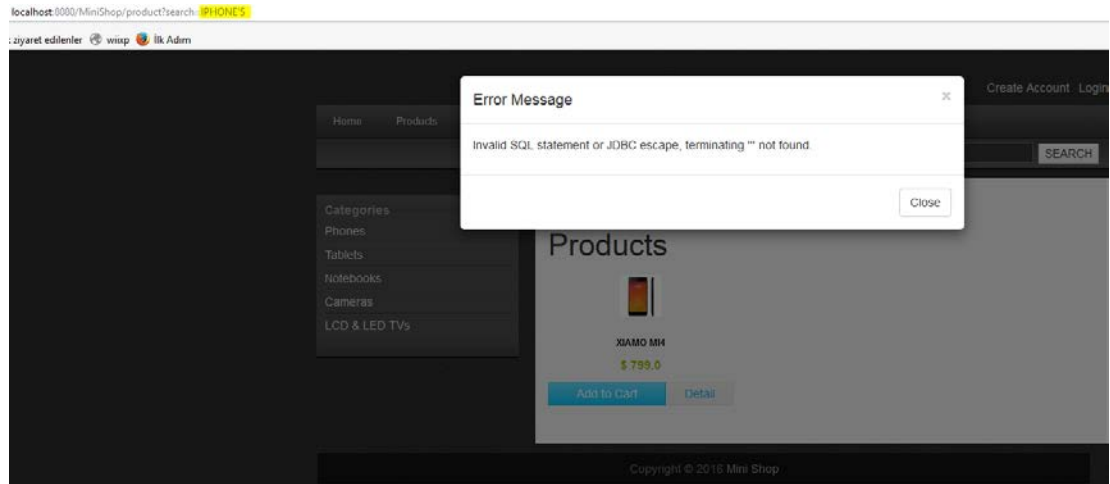 localhost:8080/MiniShop/product?search=IPHONE'S
ziyaret edilenler wiixp İlk Adım
Create Account Login
Error Message ×
Home Products
Invalid SQL statement or JDBC escape, terminating ''' not found.
SEARCH
Close
Categories
Phones
Tablets
Notebooks
Cameras
LCD & LED TVs
Products
XIAMO MI4
$ 799.0
Add to Cart Detail
Copyright © 2016 Mini Shop